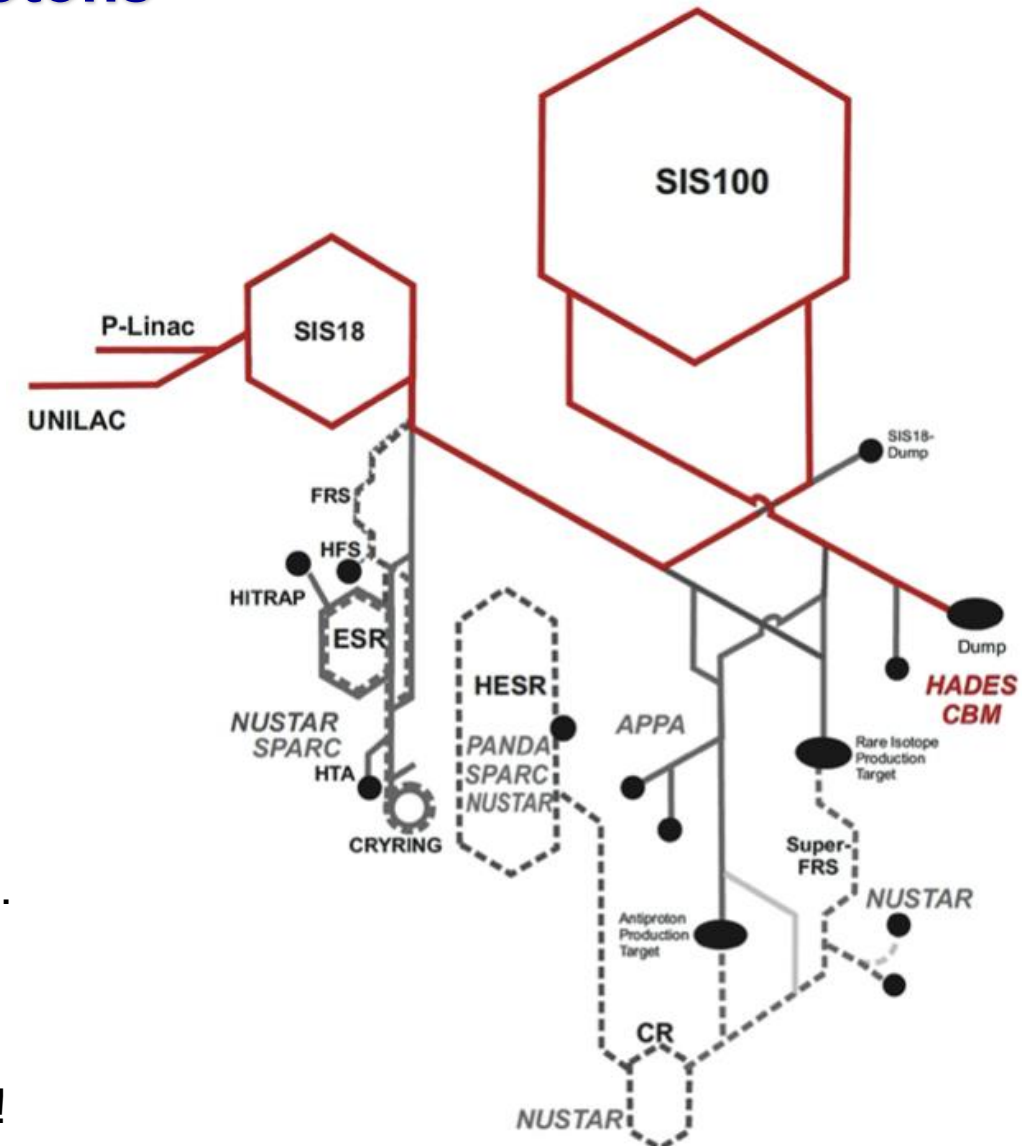 SIS100
SIS18
P-Linac
UNILAC
SIS18-
Dump
FRS
HFS
HITRAP
ESR
HESR
Dump
HADES
CBM
NUSTAR
SPARC
APPA
PANDA
SPARC
NUSTAR
HTA
Rare Isotope
Production
Target
CRYRING
Super-
FRS
NUSTAR
.
Antiproton
Production
Target
CR
NUSTAR
!